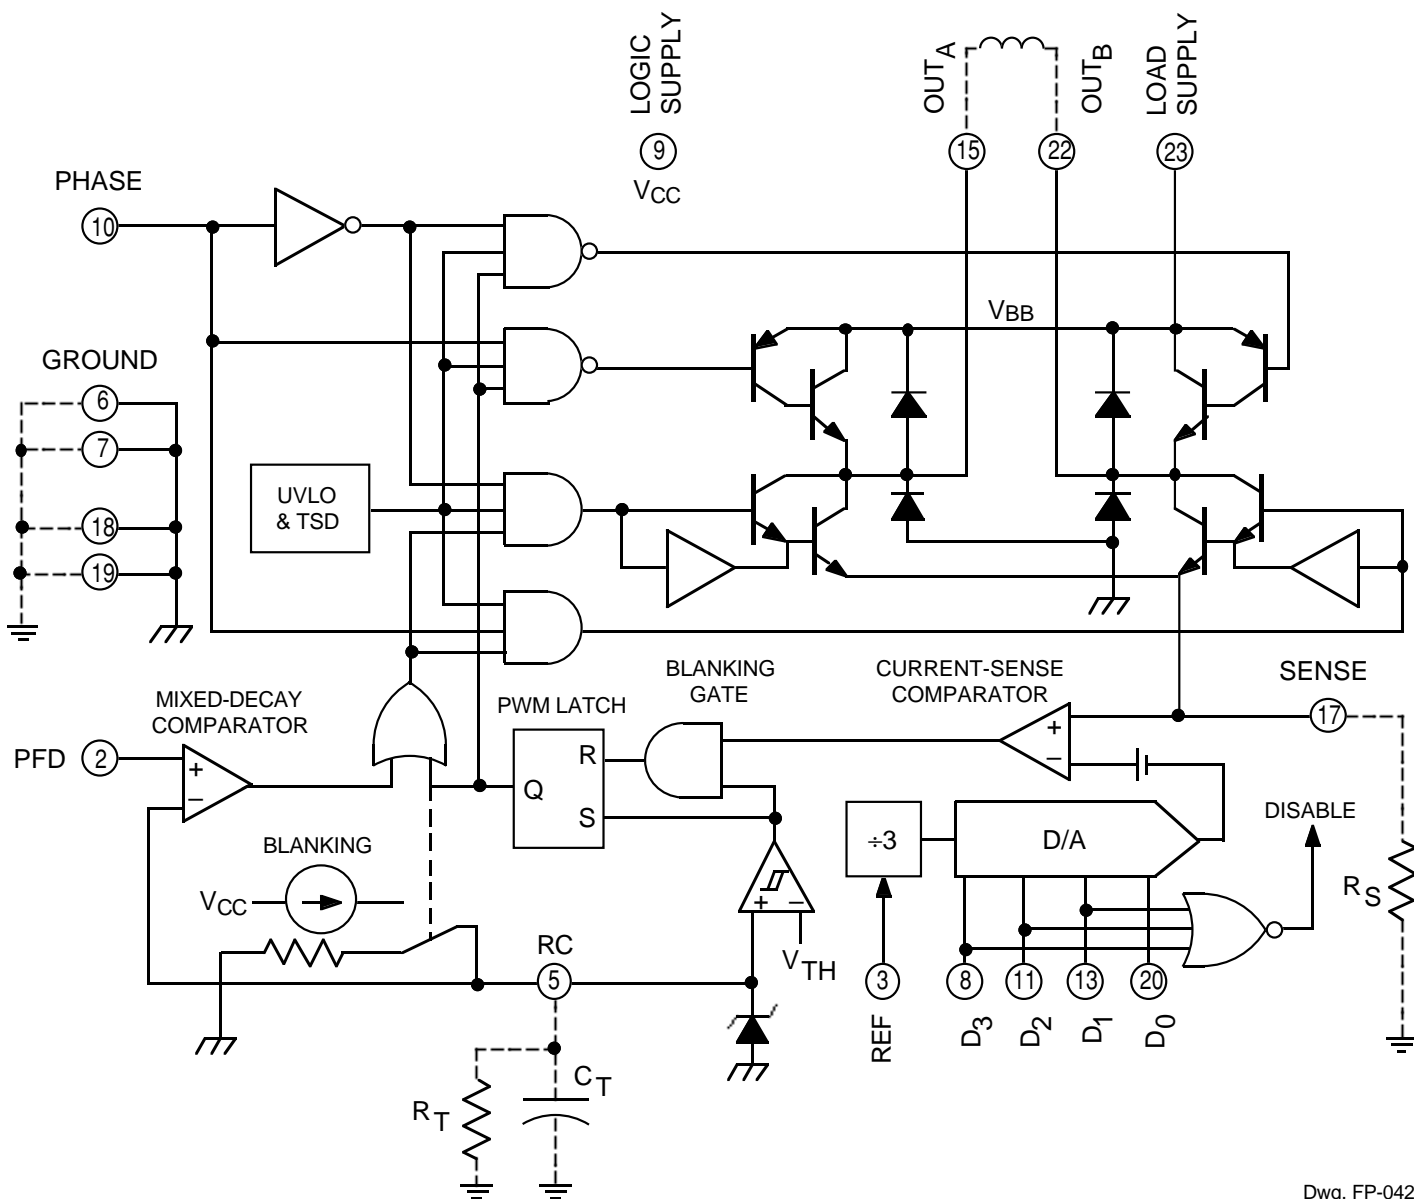 LOGIC
SUPPLY
9
VCC
OUTA
OUTB
LOAD
SUPPLY
15
22
23
PHASE
10
VBB
GROUND
6
7
18
19
UVLO
& TSD
MIXED-DECAY
COMPARATOR
PWM LATCH
BLANKING
GATE
CURRENT-SENSE
COMPARATOR
SENSE
17
PFD
2
+
–
Q
R
S
+
–
÷3
D/A
DISABLE
RS
BLANKING
VCC
+
–
VTH
RC
5
3
8
11
13
20
REF
D3
D2
D1
D0
RT
CT
Dwg. FP-042